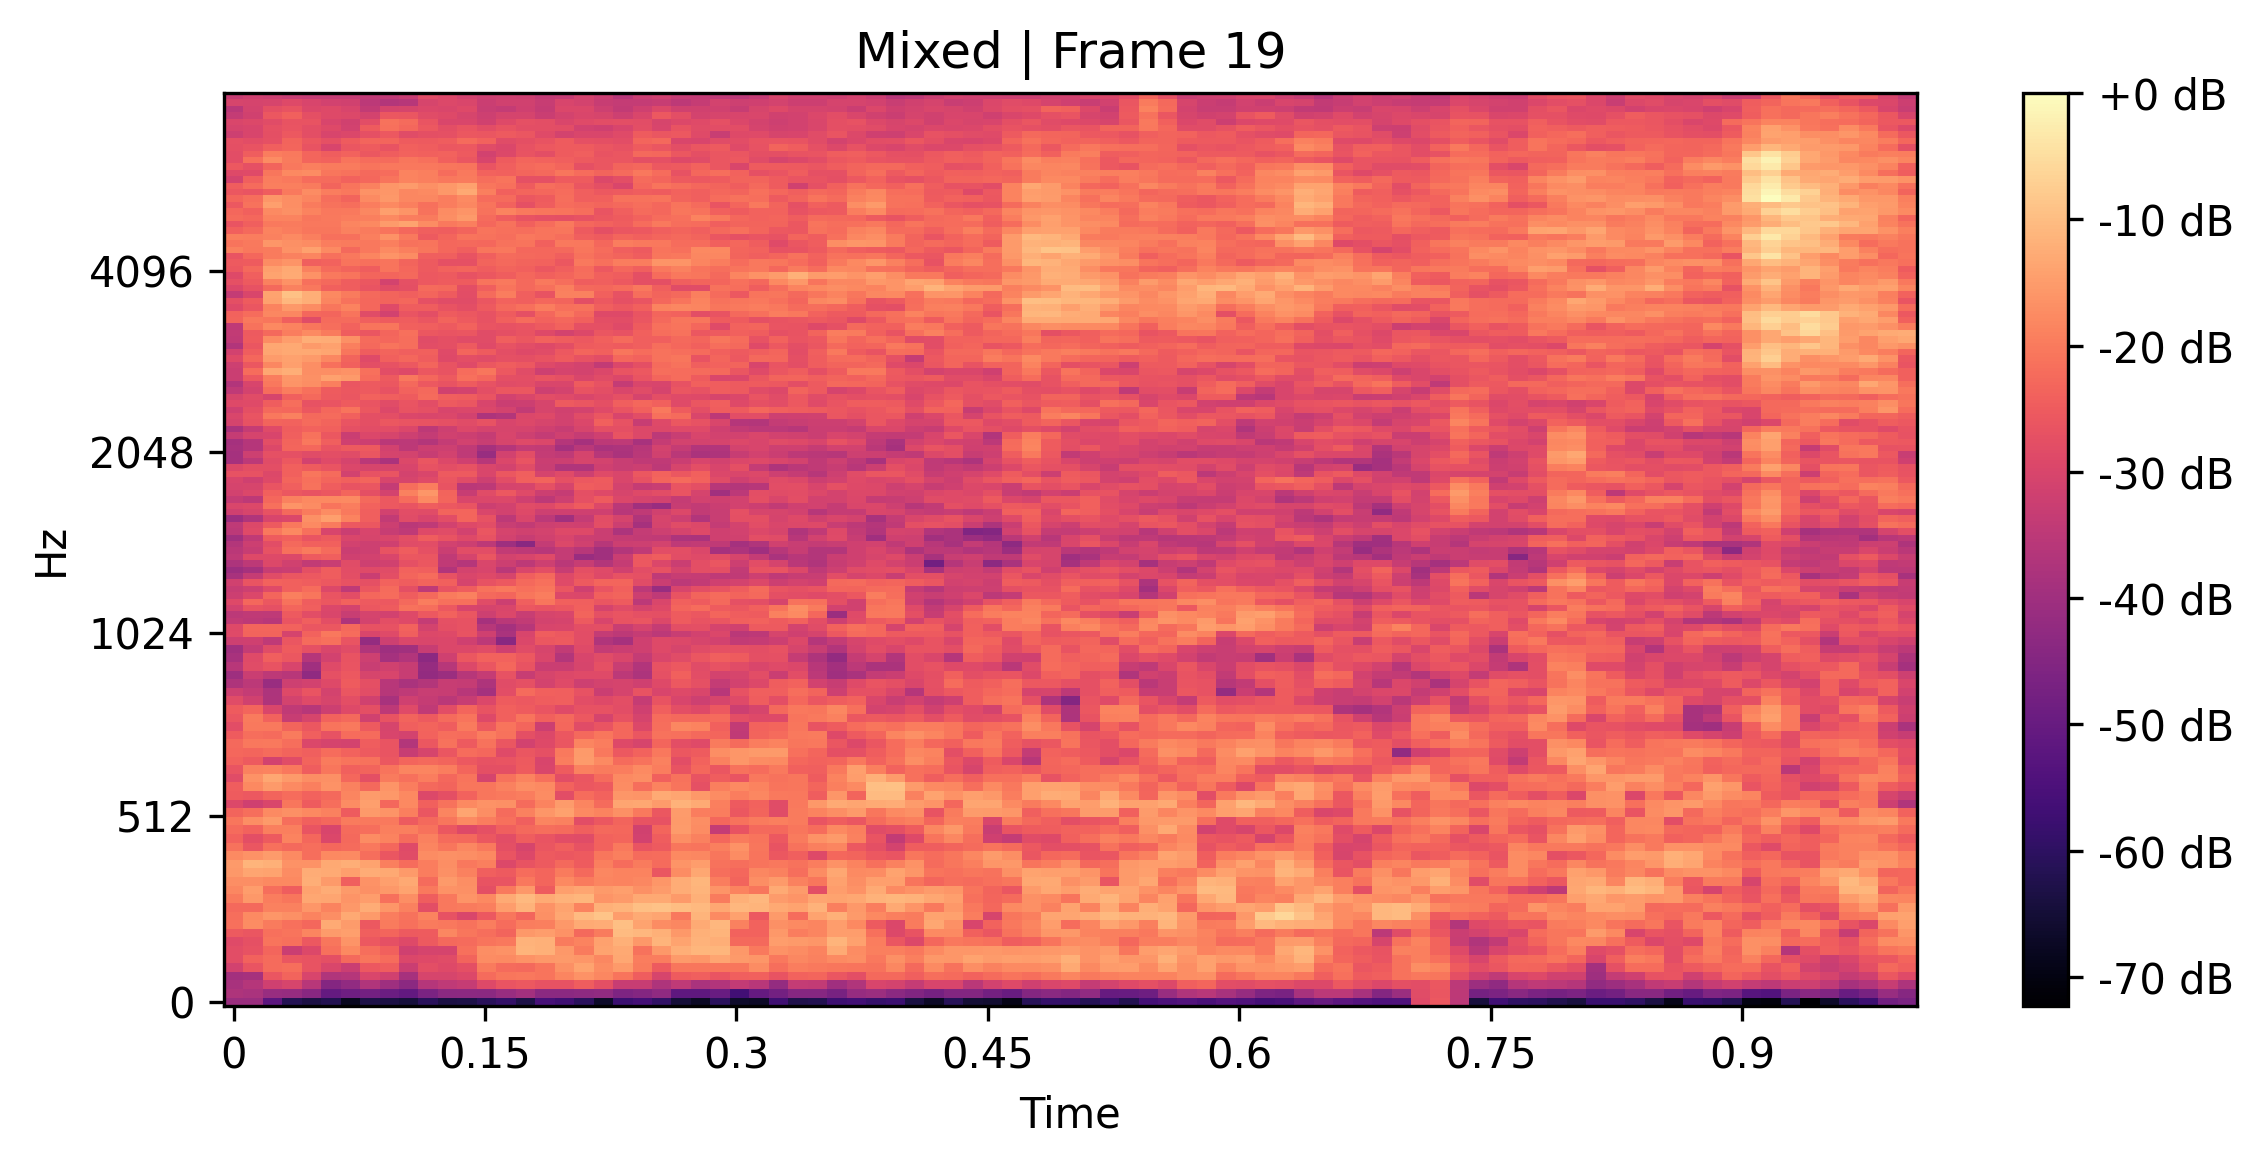 Mixed | Frame 19
+0 dB
-10 dB
-20 dB
-30 dB
-40 dB
-50 dB
-60 dB
-70 dB
Hz
4096
2048
1024
512
0
0 0.15 0.3 0.45 0.6 0.75 0.9
Time